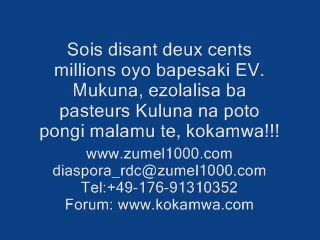 Sois disant deux cents
millions oyo bapesaki EV.
Mukuna, ezolalisa ba
pasteurs Kuluna na poto
pongi malamu te, kokamwa!!!
www.zumel1000.com
diaspora_rdc@zumel1000.com
Tel:+49-176-91310352
Forum: www.kokamwa.com